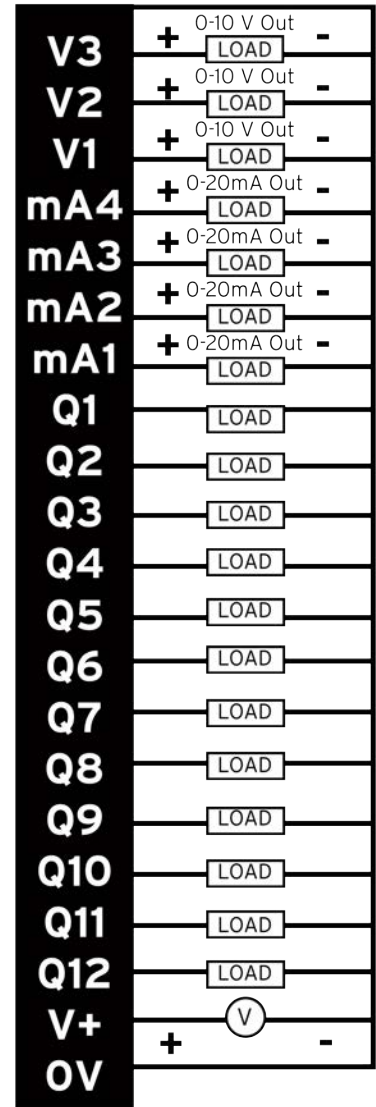 0-10 V Out
V3 + LOAD -
0-10 V Out
V2 + LOAD -
0-10 V Out
V1 + LOAD -
0-20mA Out
mA4 + LOAD -
0-20mA Out
mA3 + LOAD -
0-20mA Out
mA2 + LOAD -
0-20mA Out
mA1 + LOAD -
Q1 LOAD
Q2 LOAD
Q3 LOAD
Q4 LOAD
Q5 LOAD
Q6 LOAD
Q7 LOAD
Q8 LOAD
Q9 LOAD
Q10 LOAD
Q11 LOAD
Q12 LOAD
V+ V
+ -
0V